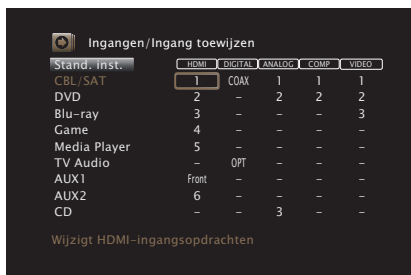 Ingangen/Ingang toewijzen
Stand. inst. HDMI DIGITAL ANALOG COMP VIDEO
CBL/SAT 1 COAX 1 1 1
DVD 2 – 2 2 2
Blu-ray 3 – – – 3
Game 4 – – – –
Media Player 5 – – – –
TV Audio – OPT – – –
AUX1 Front – – – –
AUX2 6 – – – –
CD – – 3 – –
Wijzigt HDMI-ingangsopdrachten